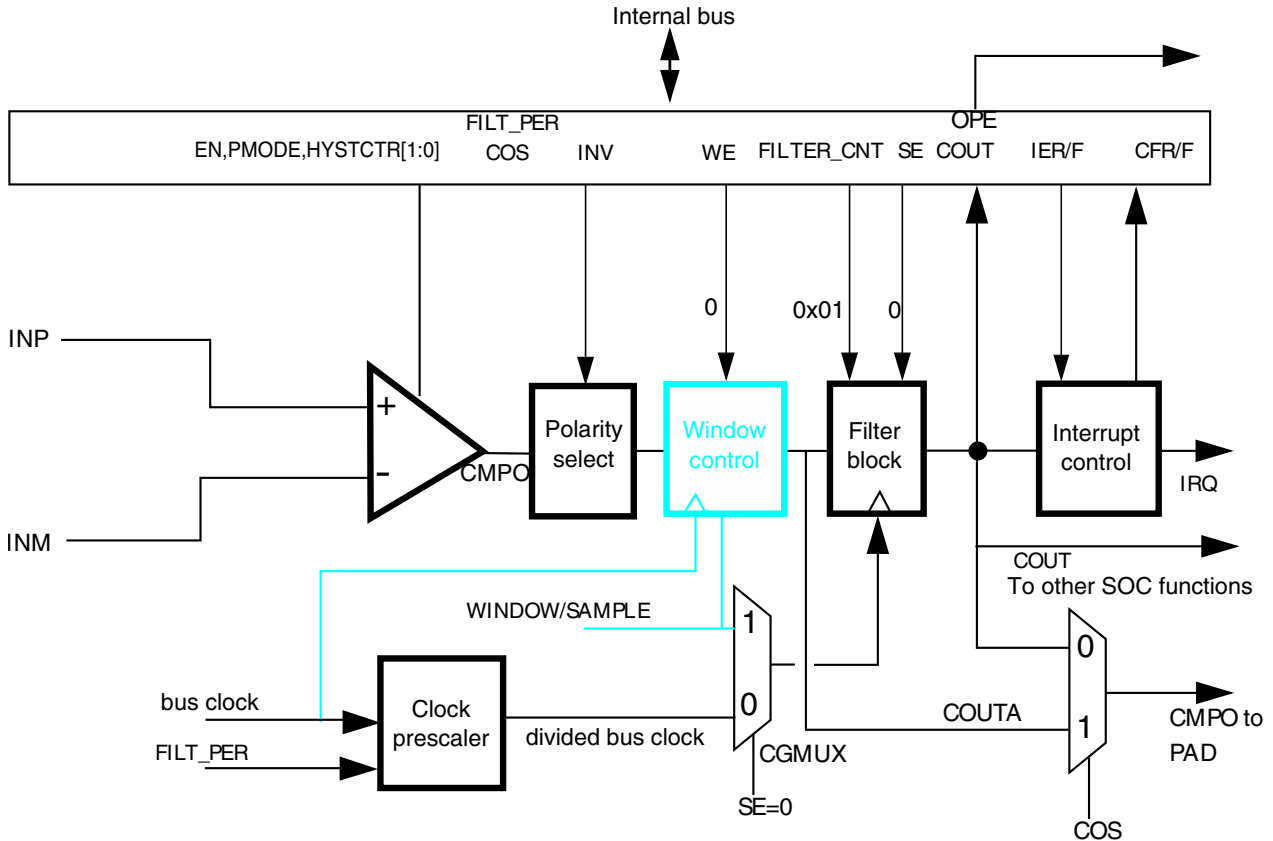 Internal bus
FILT_PER
OPE
EN,PMODE,HYSTCTR[1:0]
COS
INV
WE
FILTER_CNT
SE
COUT
IER/F
CFR/F
0
0x01
0
INP
+
-
INM
CMPO
Polarity
select
Window
control
Filter
block
Interrupt
control
IRQ
COUT
To other SOC functions
WINDOW/SAMPLE
1
0
bus clock
FILT_PER
Clock
prescaler
divided bus clock
CGMUX
SE=0
COUTA
0
1
CMPO to
PAD
COS